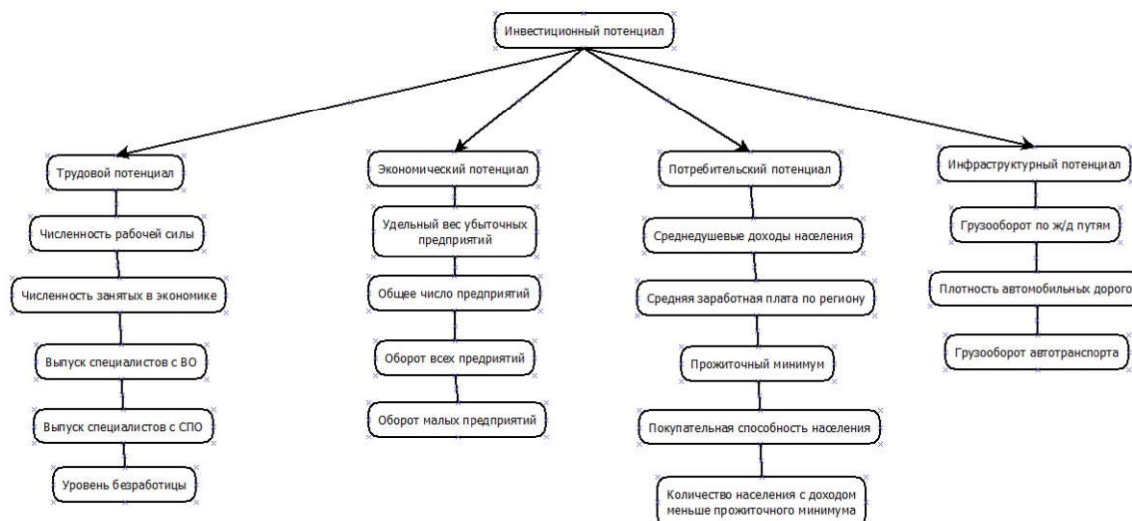 Инвестиционный потенциал
Трудовой потенциал
Численность рабочей силы
Численность занятых в экономике
Выпуск специалистов с ВО
Выпуск специалистов с СПО
Уровень безработицы
Экономический потенциал
Удельный вес убыточных
предприятий
Общее число предприятий
Оборот всех предриятий
Оборот малых предприятий
Потребительский потенциал
Среднедушевые доходы населения
Средняя заработная плата по региону
Прожиточный минимум
Покупательная способность населения
Количество населения с доходом
меньше прожиточного минимума
Инфраструктурный потенциал
Грузооборот по ж/д путям
Плотность автомобильных дорого
Грузооборот автотранспорта